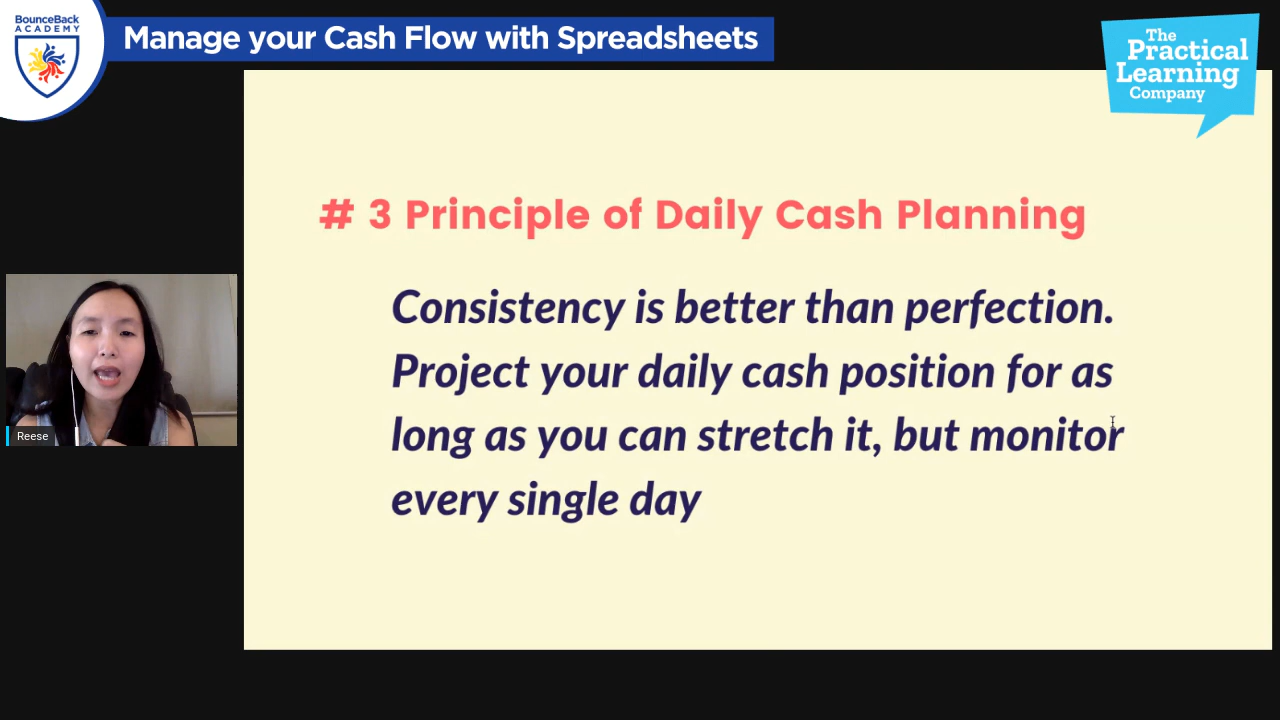 BounceBack
ACADEMY
Manage your Cash Flow with Spreadsheets
The
Practical
Learning
Company
# 3 Principle of Daily Cash Planning
Consistency is better than perfection.
Project your daily cash position for as
long as you can stretch it, but monitor
every single day
Reese